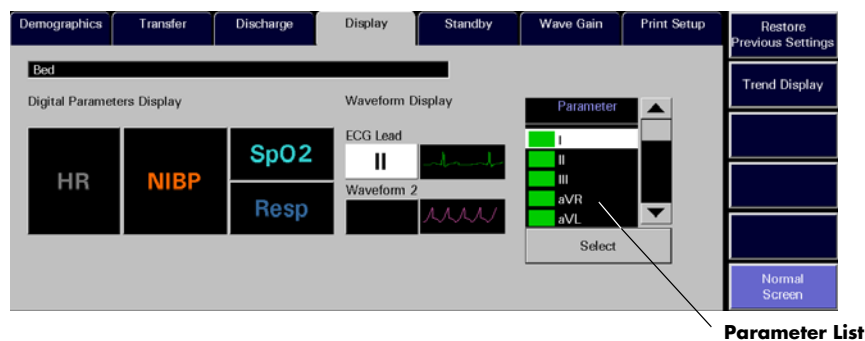 Demographics Transfer Discharge Display Standby Wave Gain Print Setup
Restore
Previous Settings
Bed
Trend Display
Digital Parameters Display
Waveform Display
Parameter
ECG Lead
HR
NIBP
SpO2
Resp
II
Waveform 2
I
II
III
aVR
aVL
Select
Normal
Screen
Parameter List